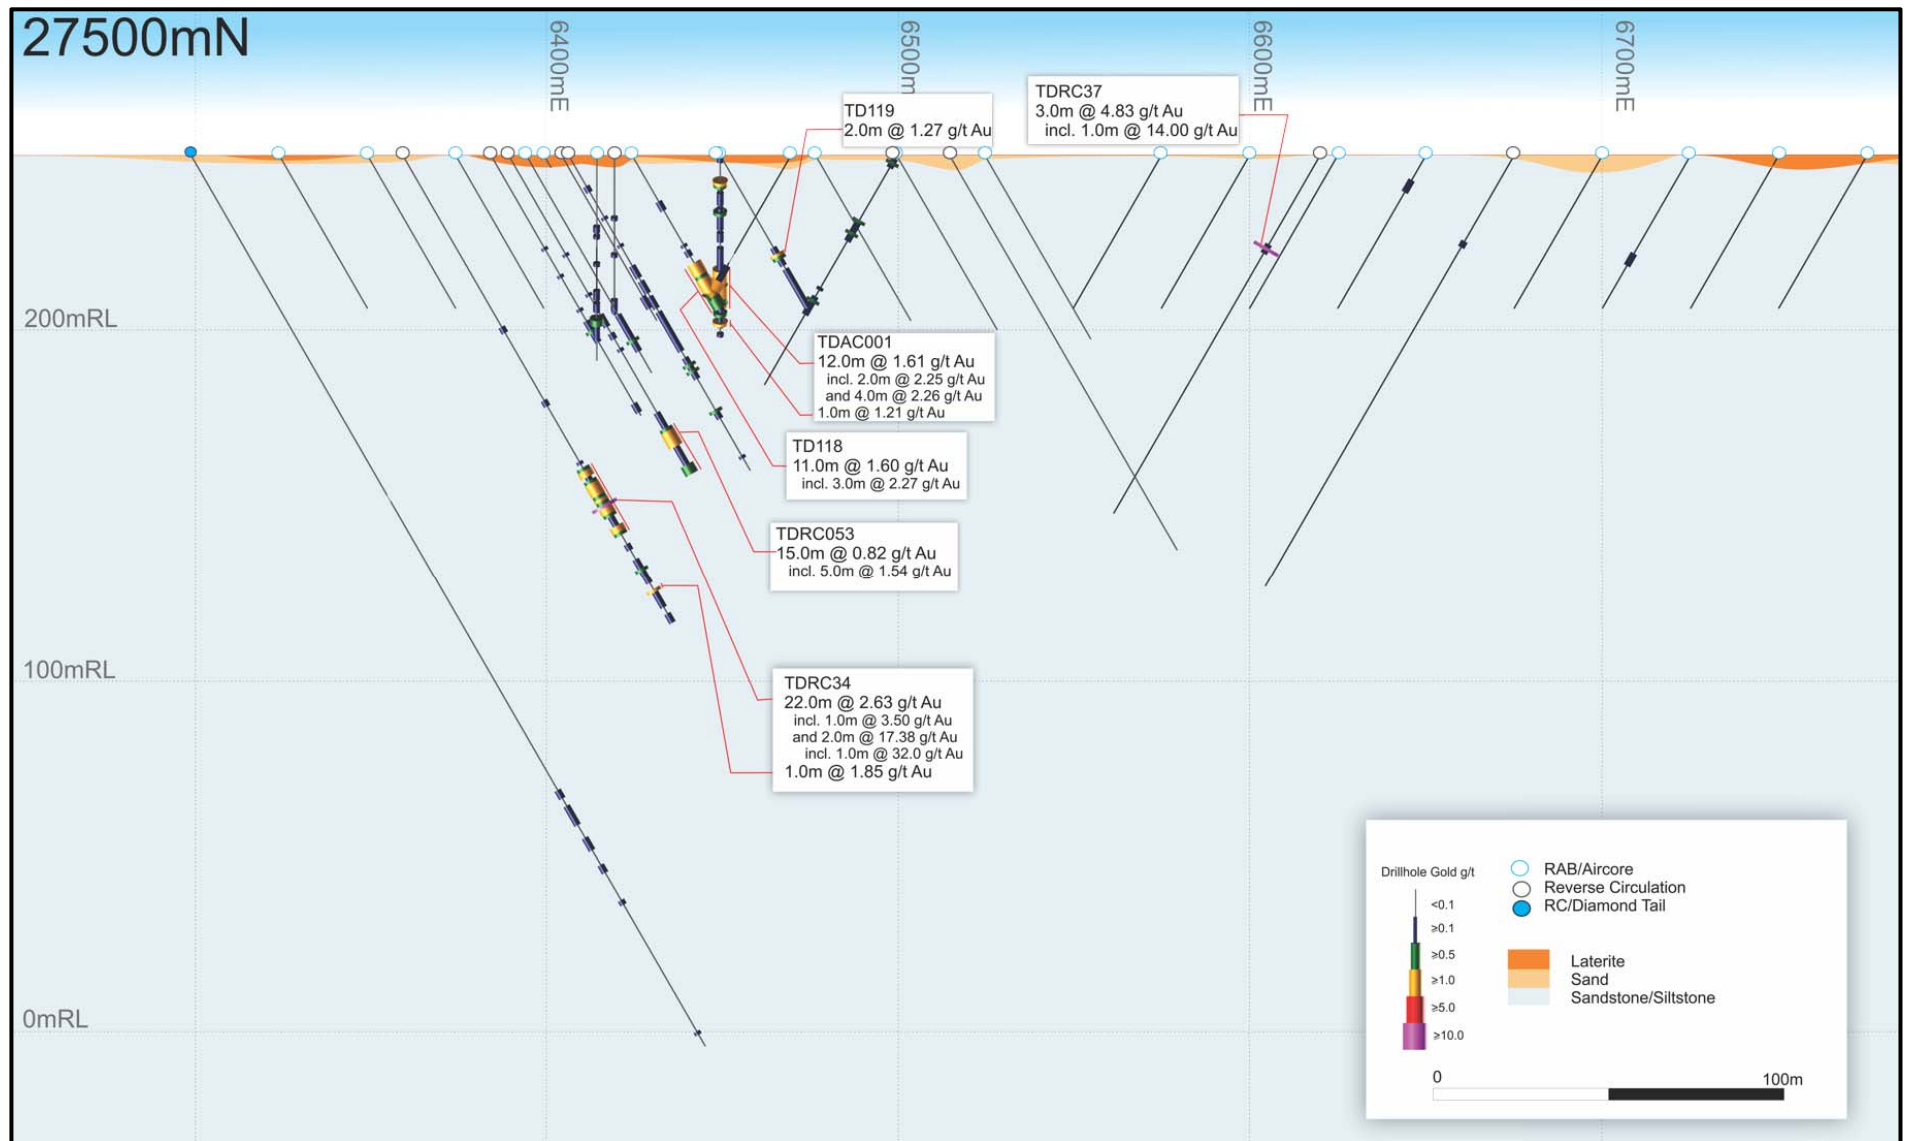 27500mN
6400mE
6500mE
6600mE
6700mE
TDRC37
3.0m @ 4.83 g/t Au
incl. 1.0m @ 14.00 g/t Au
TD119
2.0m @ 1.27 g/t Au
200mRL
TDAC001
12.0m @ 1.61 g/t Au
incl. 2.0m @ 2.25 g/t Au
and 4.0m @ 2.26 g/t Au
1.0m @ 1.21 g/t Au
TD118
11.0m @ 1.60 g/t Au
incl. 3.0m @ 2.27 g/t Au
TDRC053
15.0m @ 0.82 g/t Au
incl. 5.0m @ 1.54 g/t Au
100mRL
TDRC34
22.0m @ 2.63 g/t Au
incl. 1.0m @ 3.50 g/t Au
and 2.0m @ 17.38 g/t Au
incl. 1.0m @ 32.0 g/t Au
1.0m @ 1.85 g/t Au
0mRL
Drillhole Gold g/t
<0.1
≥0.1
≥0.5
≥1.0
≥5.0
≥10.0
RAB/Aircore
Reverse Circulation
RC/Diamond Tail
Laterite
Sand
Sandstone/Siltstone
0 100m